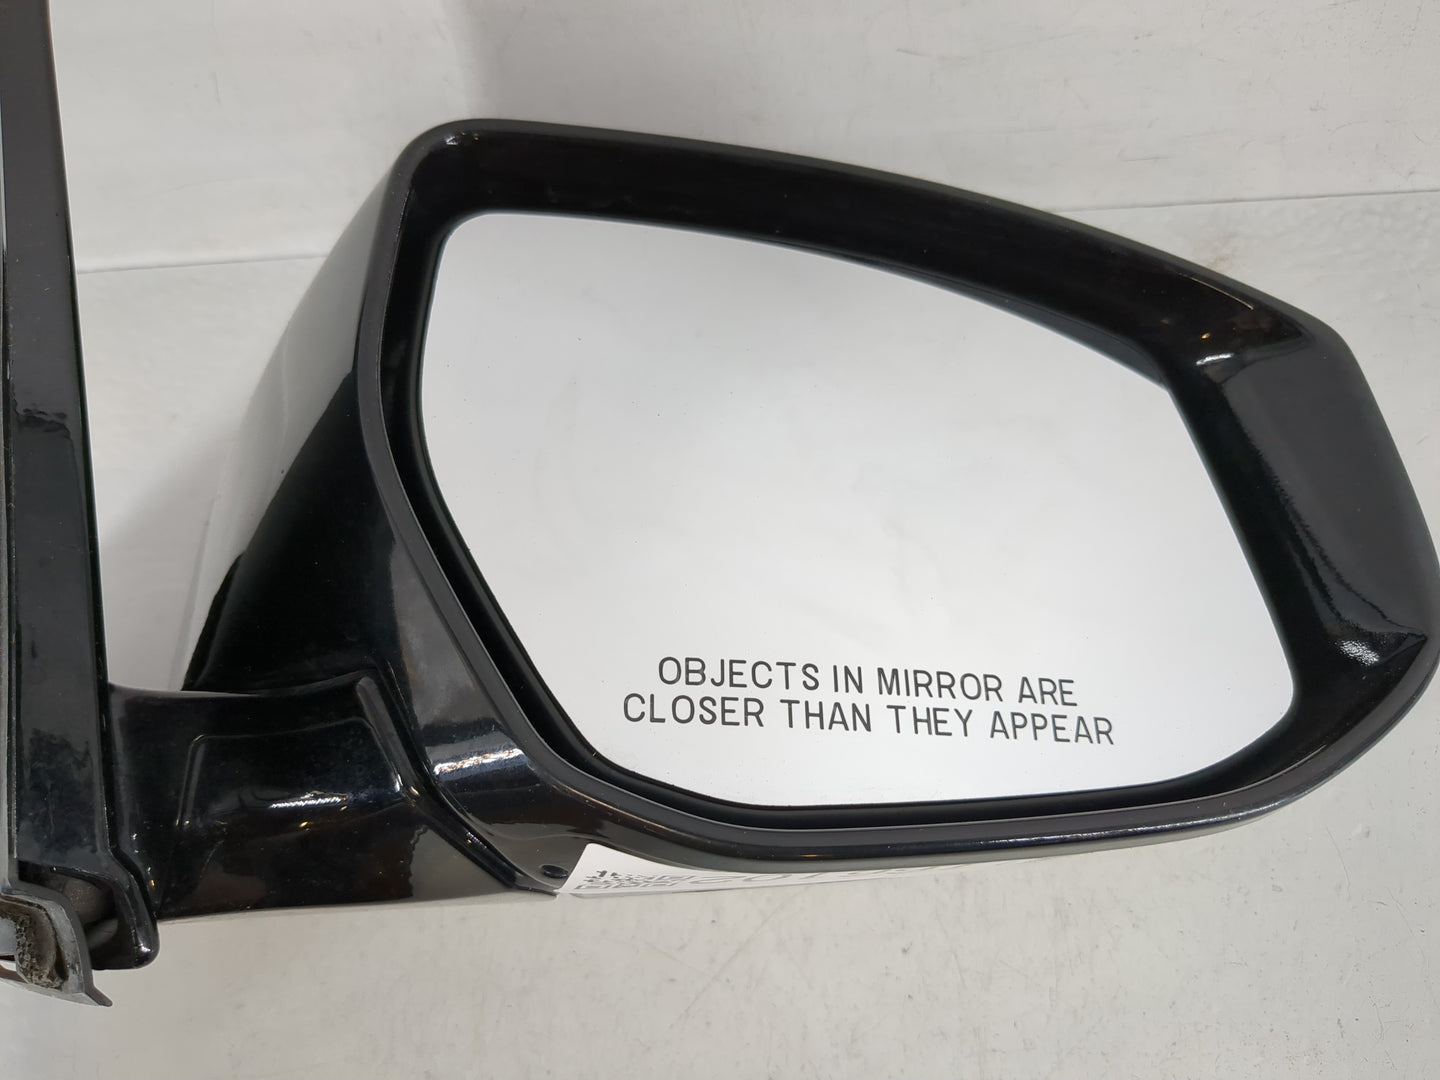 OBJECTS IN MIRROR ARE
CLOSER THAN THEY APPEAR